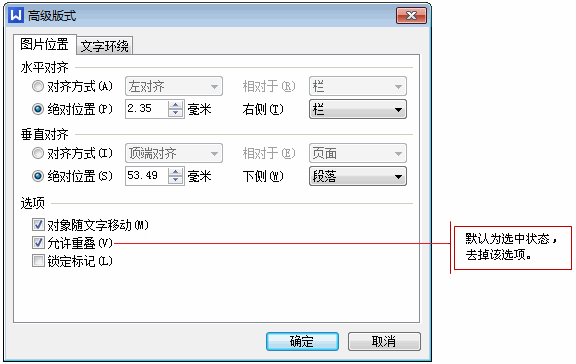 高级版式
图片位置 文字环绕
水平对齐
对齐方式(A) 左对齐 相对于(R) 栏
绝对位置(P) 2.35 毫米 右侧(T) 栏
垂直对齐
对齐方式(I) 顶端对齐 相对于(E) 页面
绝对位置(S) 53.49 毫米 下侧(W) 段落
选项
对象随文字移动(M)
允许重叠(V)
锁定标记(L)
默认为选中状态，
去掉该选项。
确定 取消